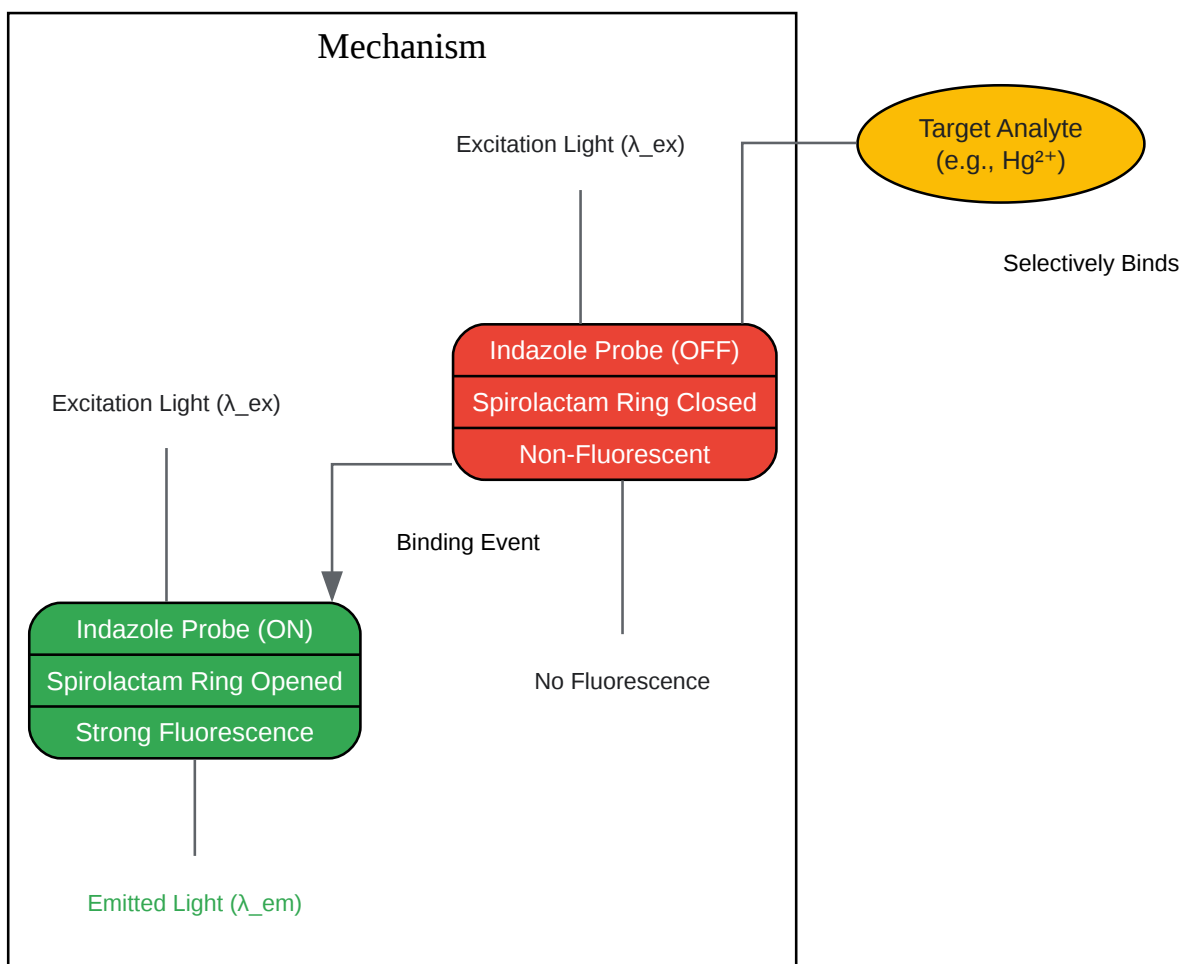 Mechanism
Excitation Light (λ_ex)
Target Analyte
(e.g., Hg²⁺)
Selectively Binds
Indazole Probe (OFF)
Spirolactam Ring Closed
Non-Fluorescent
Excitation Light (λ_ex)
Binding Event
Indazole Probe (ON)
Spirolactam Ring Opened
Strong Fluorescence
No Fluorescence
Emitted Light (λ_em)